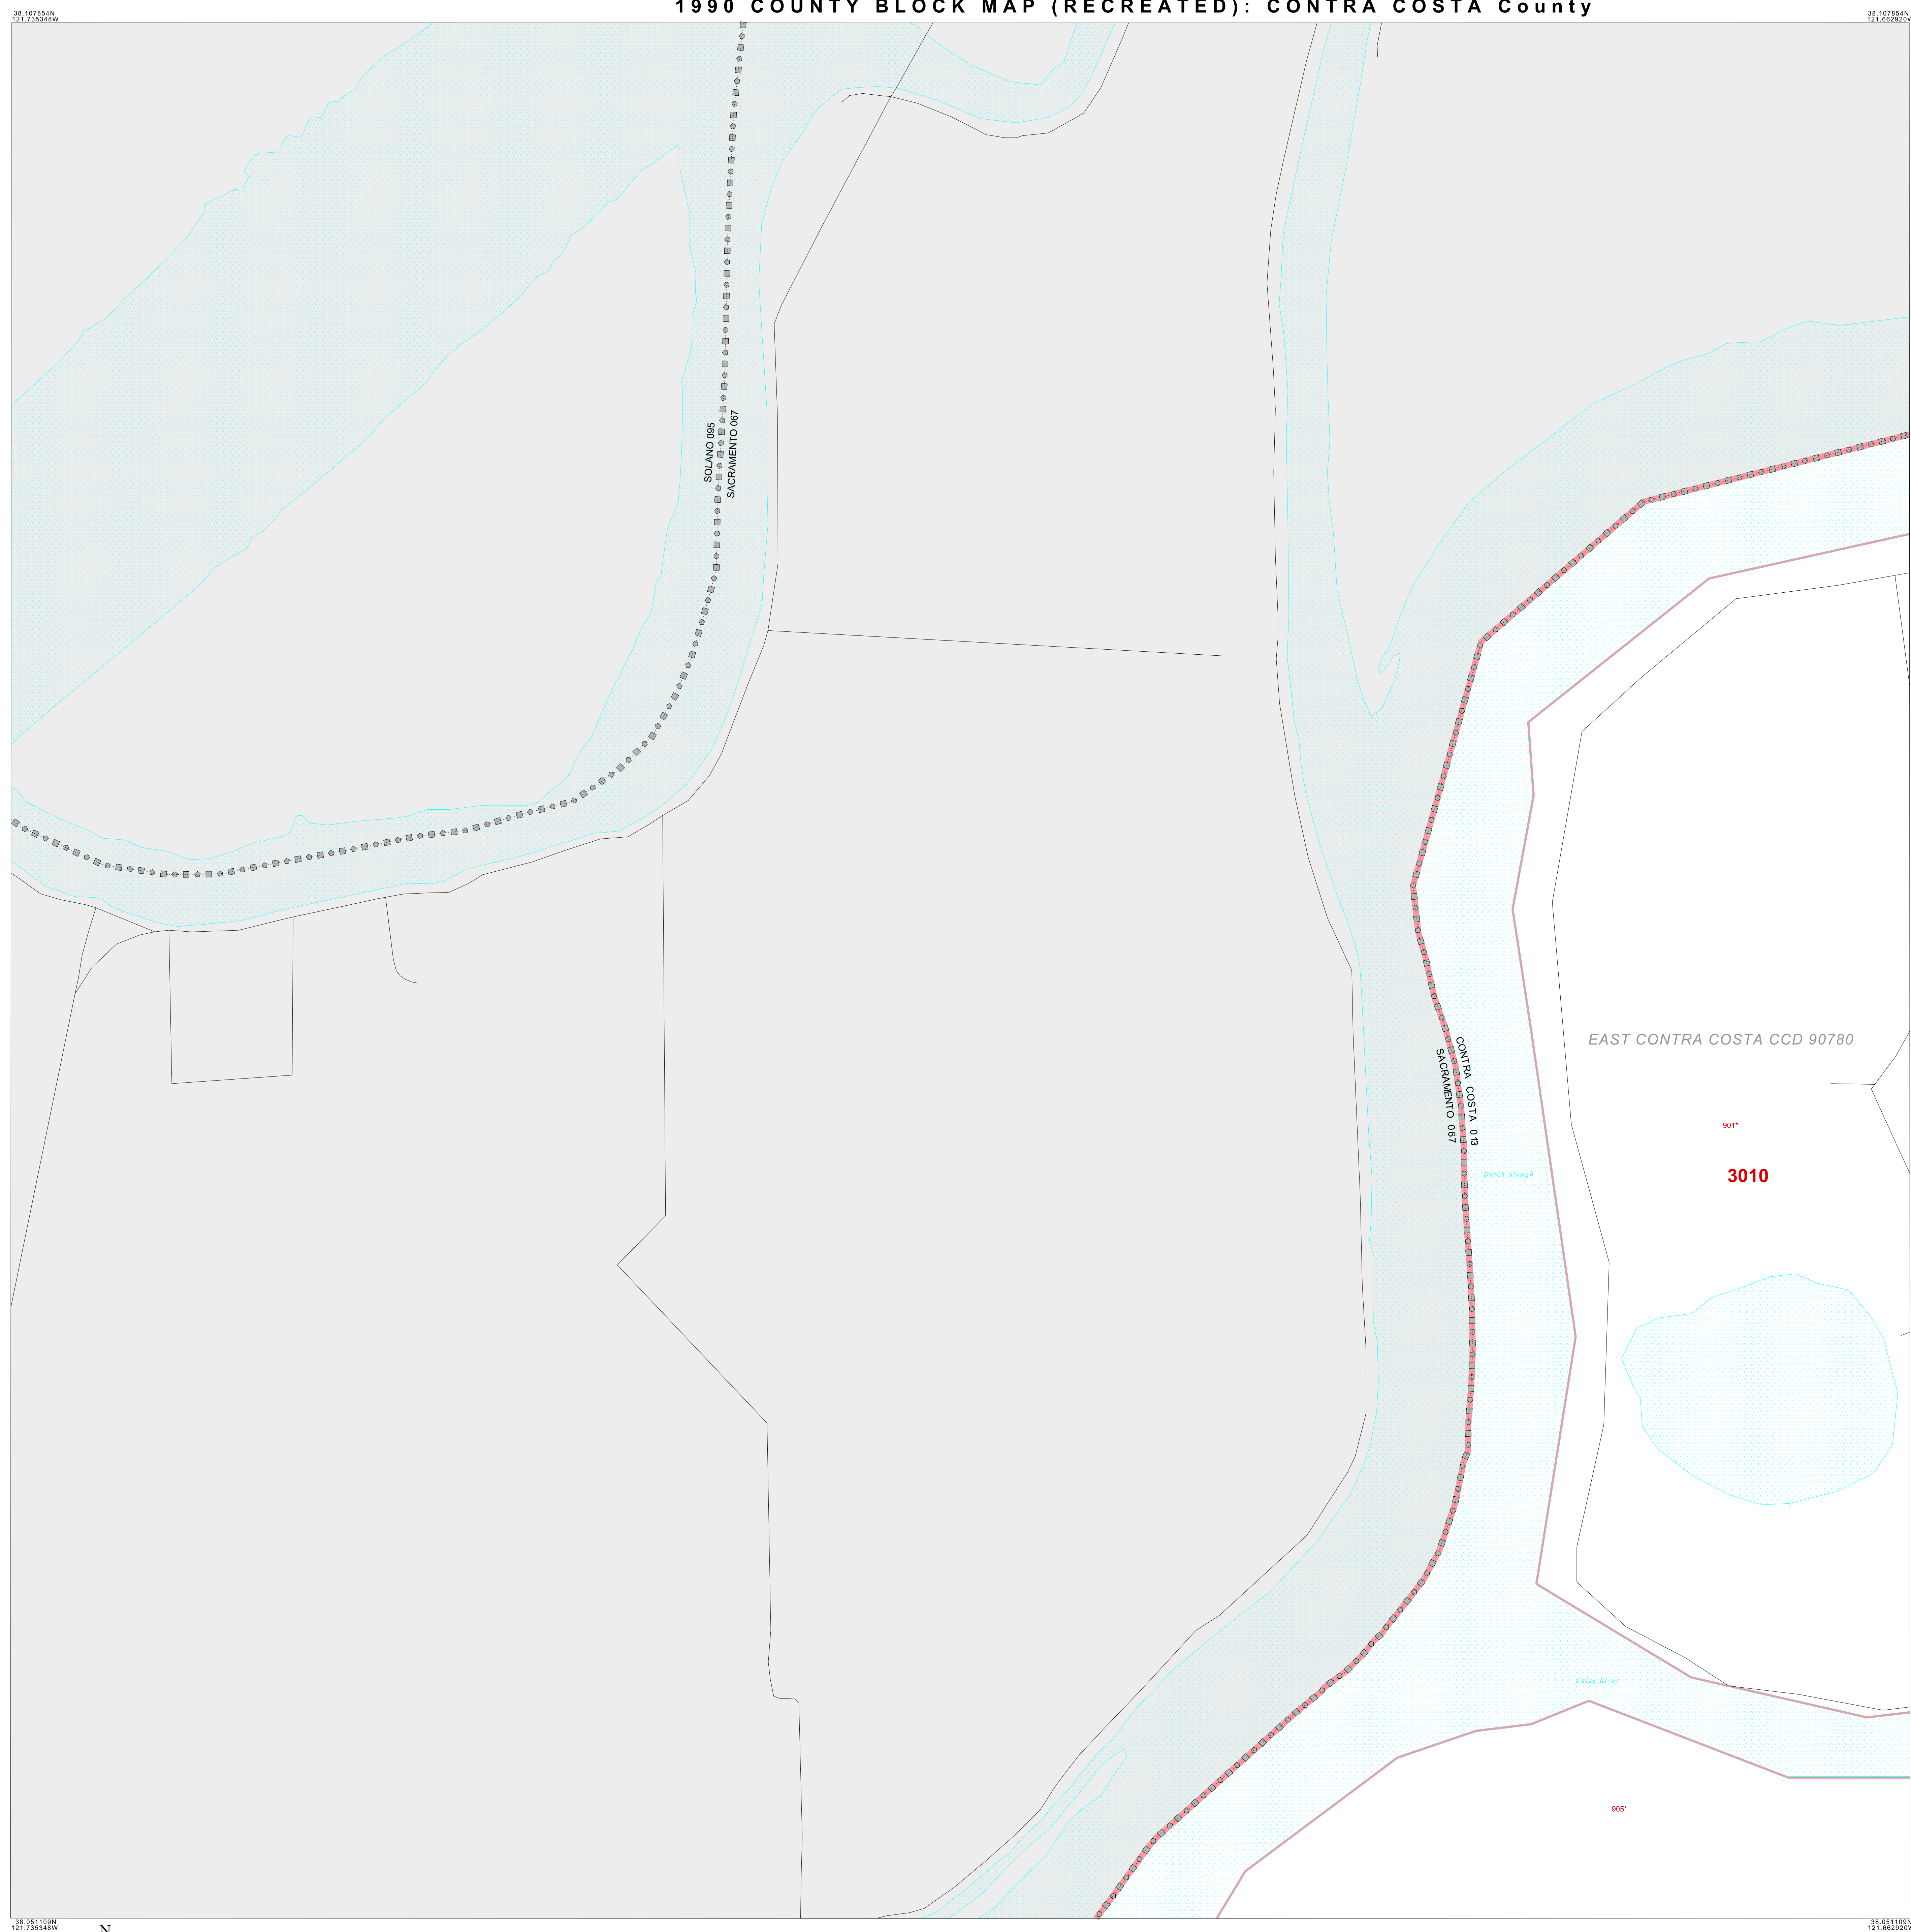 1990 COUNTY BLOCK MAP (RECREATED): CONTRA COSTA County
38.107854N
121.735348W
38.107854N
121.662920W
SOLANO 095
SACRAMENTO 067
EAST CONTRA COSTA CCD 90780
CONTRA COSTA 013
SACRAMENTO 067
901*
3010
Dutch Slough
False River
905*
38.051109N
121.735348W
N
38.051109N
121.662920W